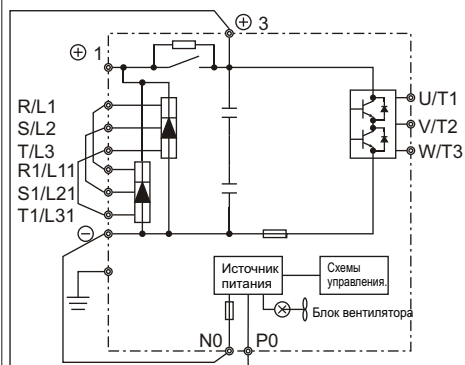 ⊕ 3
⊕ 1
R/L1
S/L2
T/L3
R1/L11
S1/L21
T1/L31
⊖
U/T1
V/T2
W/T3
Источник
питания
Схемы
управления.
Блок вентилятора
N0
P0